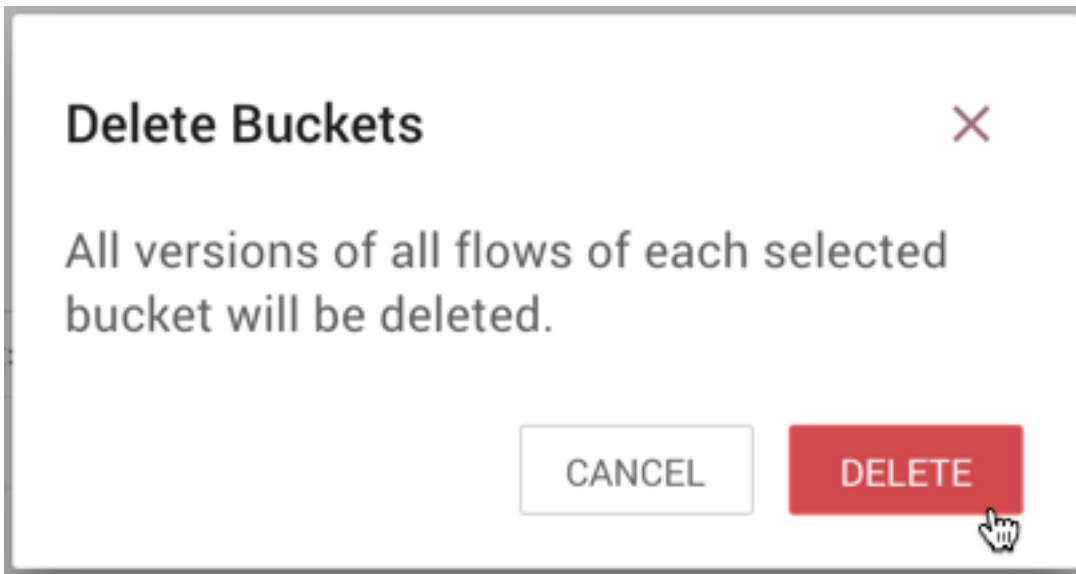 Delete Buckets
All versions of all flows of each selected
bucket will be deleted.
CANCEL DELETE